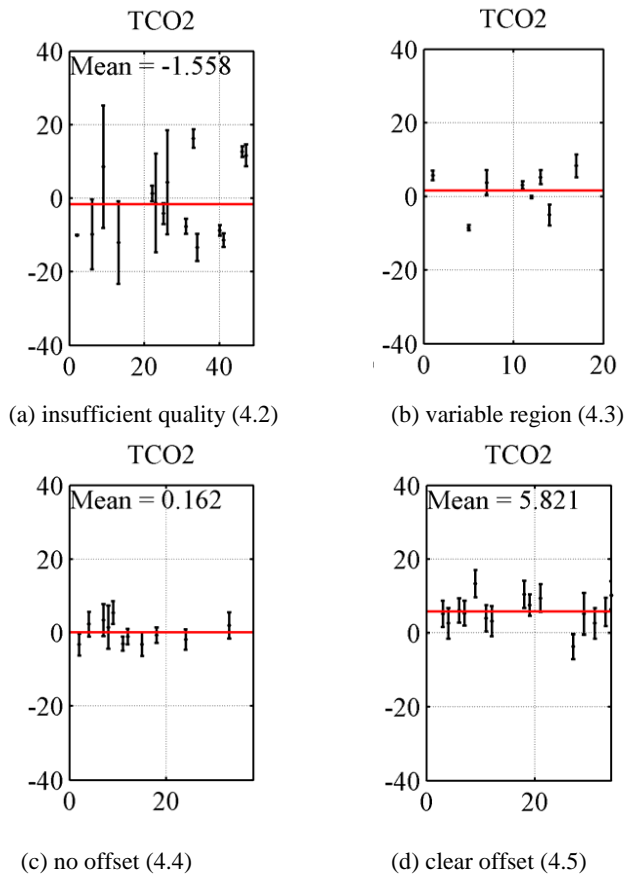 TCO2
40
Mean = -1.558
20
0
-20
-40
0 20 40
(a) insufficient quality (4.2)
TCO2
40
20
0
-20
-40
0 10 20
(b) variable region (4.3)
TCO2
40
Mean = 0.162
20
0
-20
-40
0 20
(c) no offset (4.4)
TCO2
40
Mean = 5.821
20
0
-20
-40
0 20
(d) clear offset (4.5)